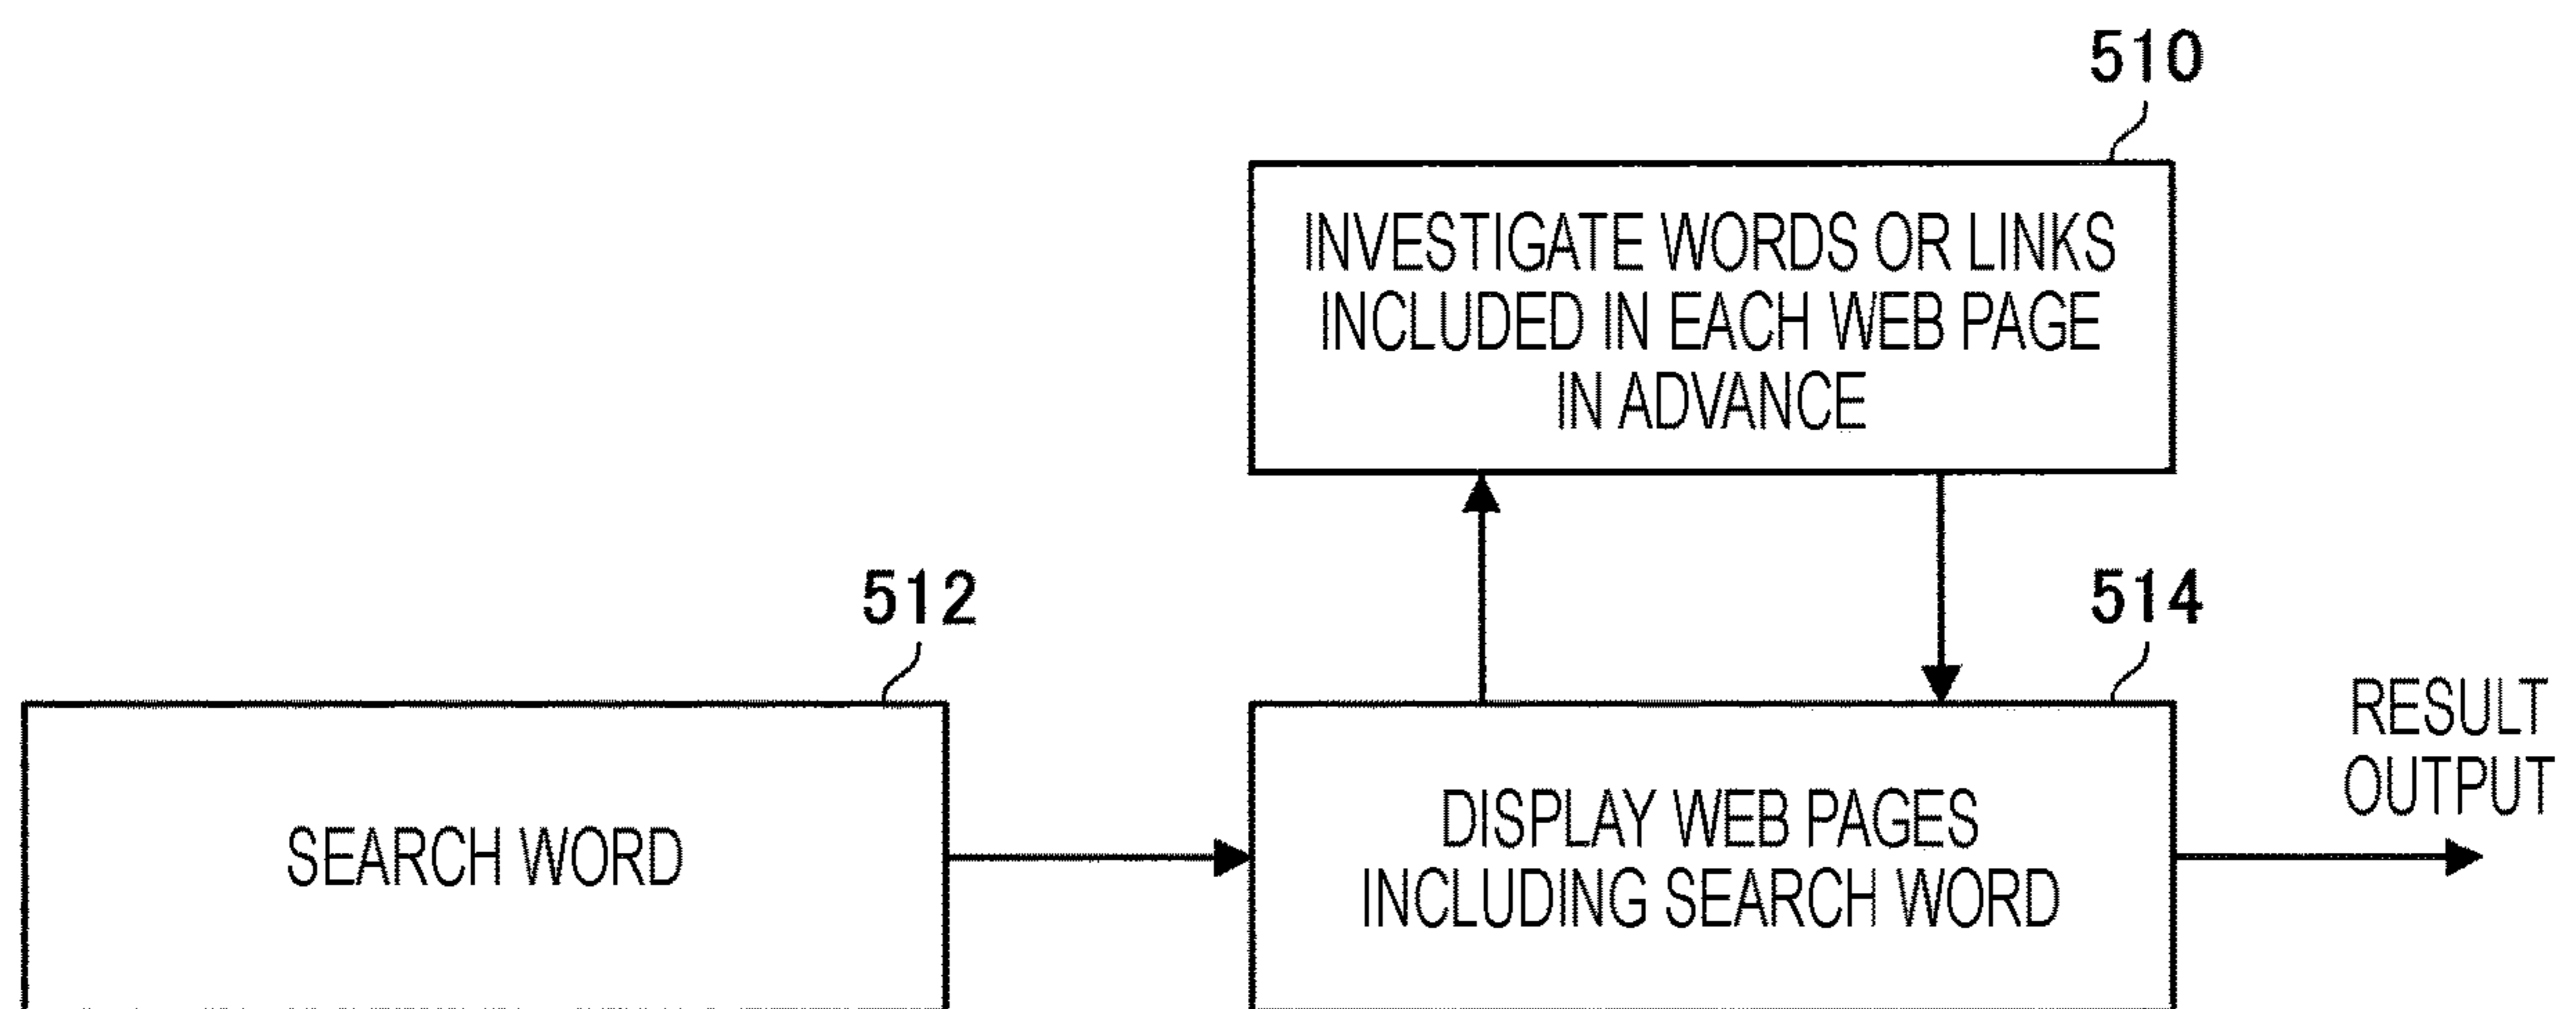 510
INVESTIGATE WORDS OR LINKS
INCLUDED IN EACH WEB PAGE
IN ADVANCE
512
SEARCH WORD
514
DISPLAY WEB PAGES
INCLUDING SEARCH WORD
RESULT
OUTPUT